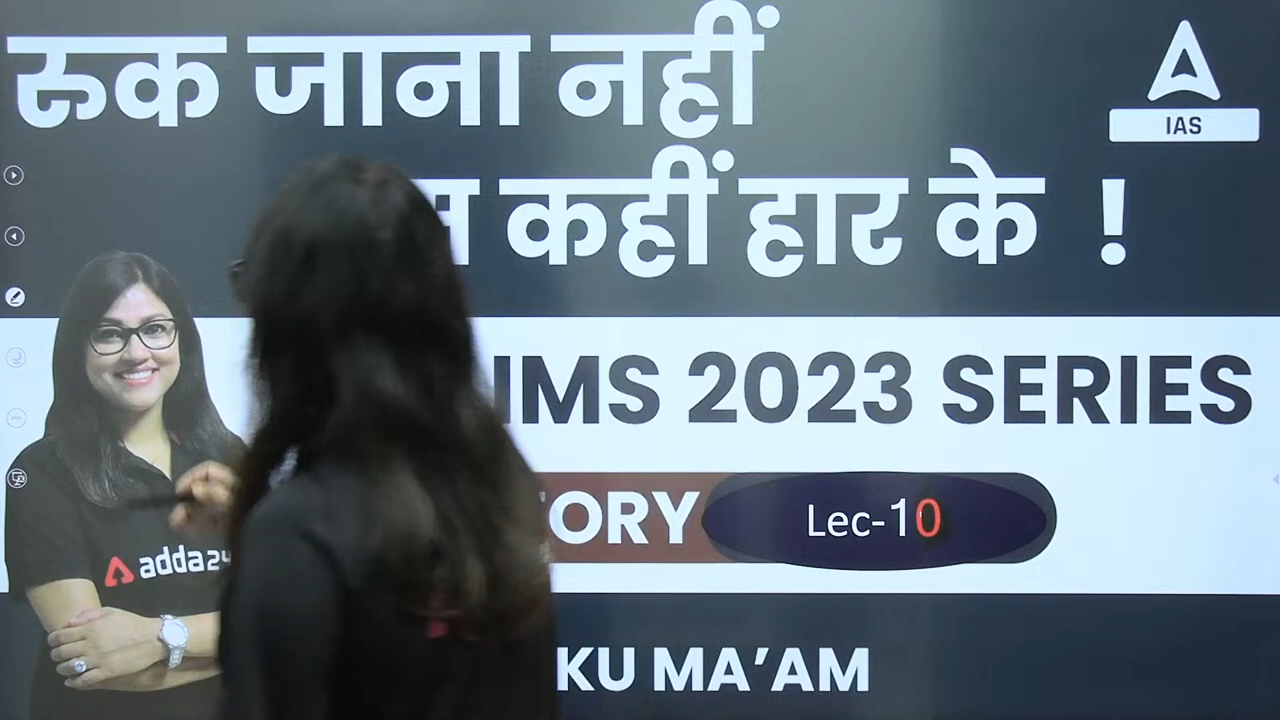 रुक जाना नहीं
कहीं हार के !
IAS
IMS 2023 SERIES
ORY
Lec-10
adda24
KU MA'AM